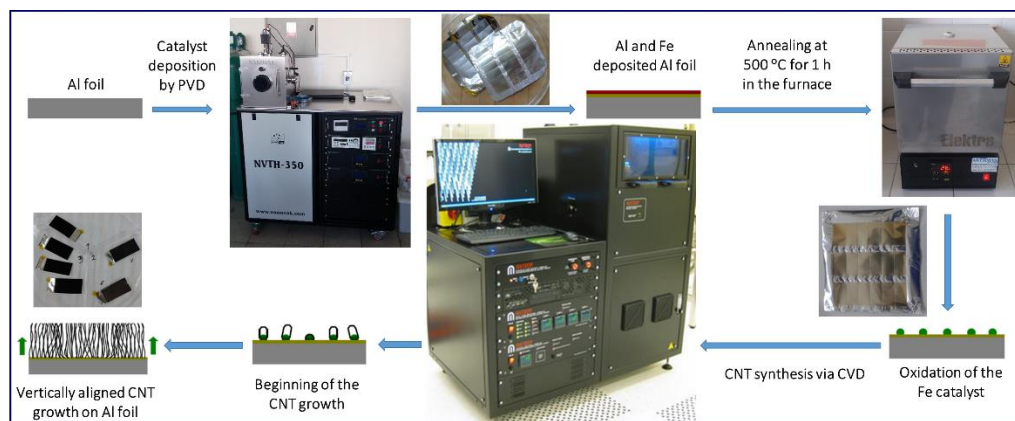 Al foil
Catalyst
deposition
by PVD
NVTH-350
Al and Fe
deposited Al foil
Annealing at
500 °C for 1 h
in the furnace
Elektro
Oxidation of the
Fe catalyst
CNT synthesis via CVD
Beginning of the
CNT growth
Vertically aligned CNT
growth on Al foil